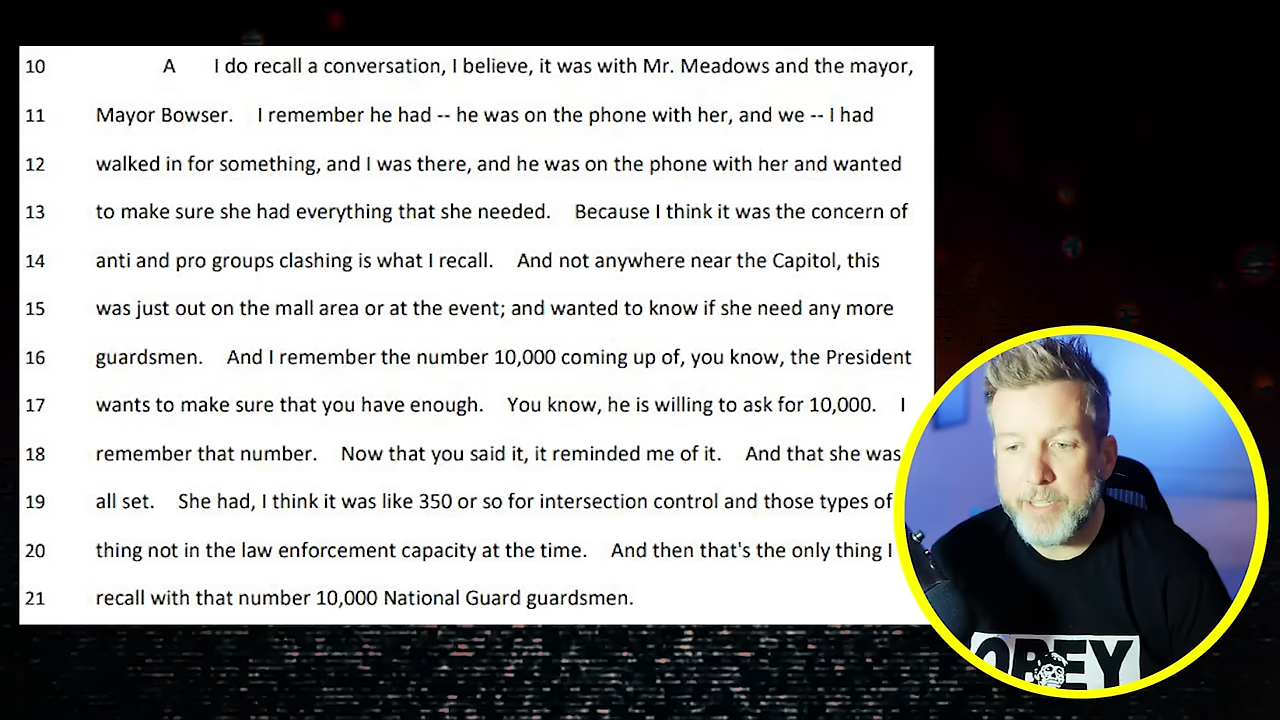 10 A I do recall a conversation, I believe, it was with Mr. Meadows and the mayor,
11 Mayor Bowser. I remember he had -- he was on the phone with her, and we -- I had
12 walked in for something, and I was there, and he was on the phone with her and wanted
13 to make sure she had everything that she needed. Because I think it was the concern of
14 anti and pro groups clashing is what I recall. And not anywhere near the Capitol, this
15 was just out on the mall area or at the event; and wanted to know if she need any more
16 guardsmen. And I remember the number 10,000 coming up of, you know, the President
17 wants to make sure that you have enough. You know, he is willing to ask for 10,000. I
18 remember that number. Now that you said it, it reminded me of it. And that she was
19 all set. She had, I think it was like 350 or so for intersection control and those types of
20 thing not in the law enforcement capacity at the time. And then that's the only thing I
21 recall with that number 10,000 National Guard guardsmen.
OBEY